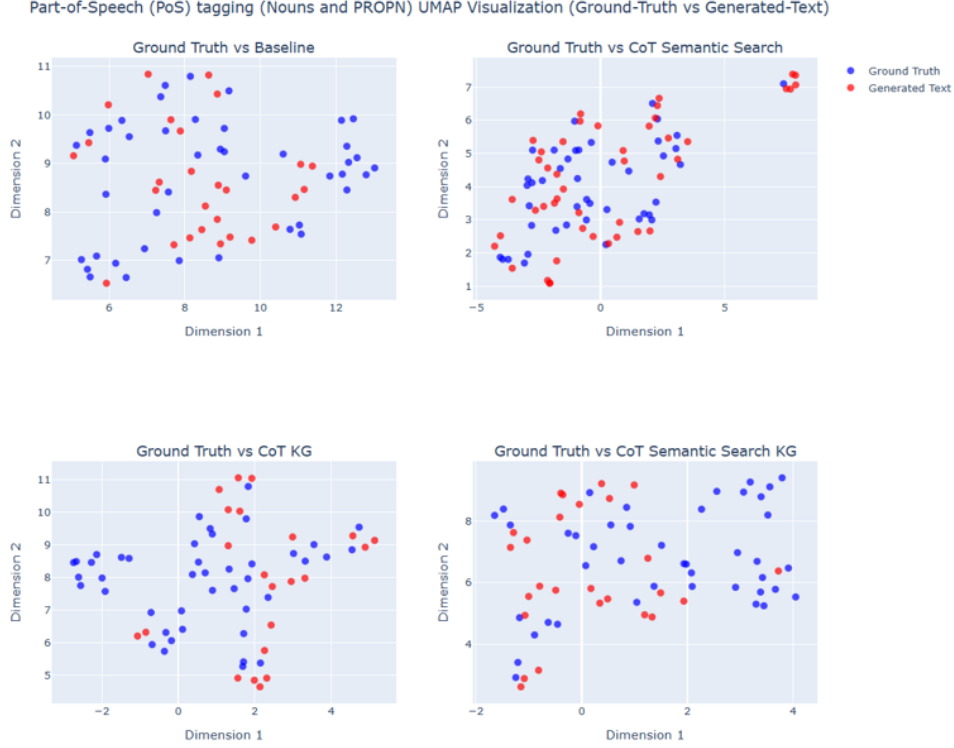 Part-of-Speech (PoS) tagging (Nouns and PROPN) UMAP Visualization (Ground-Truth vs Generated-Text)
Ground Truth vs Baseline
Ground Truth vs CoT Semantic Search
Ground Truth
Generated Text
11
10
9
8
7
Dimension 2
6
8
10
12
Dimension 1
7
6
5
4
3
2
1
Dimension 2
−5
0
5
Dimension 1
Ground Truth vs CoT KG
Ground Truth vs CoT Semantic Search KG
11
10
9
8
7
6
5
Dimension 2
−2
0
2
4
Dimension 1
8
6
4
Dimension 2
−2
0
2
4
Dimension 1